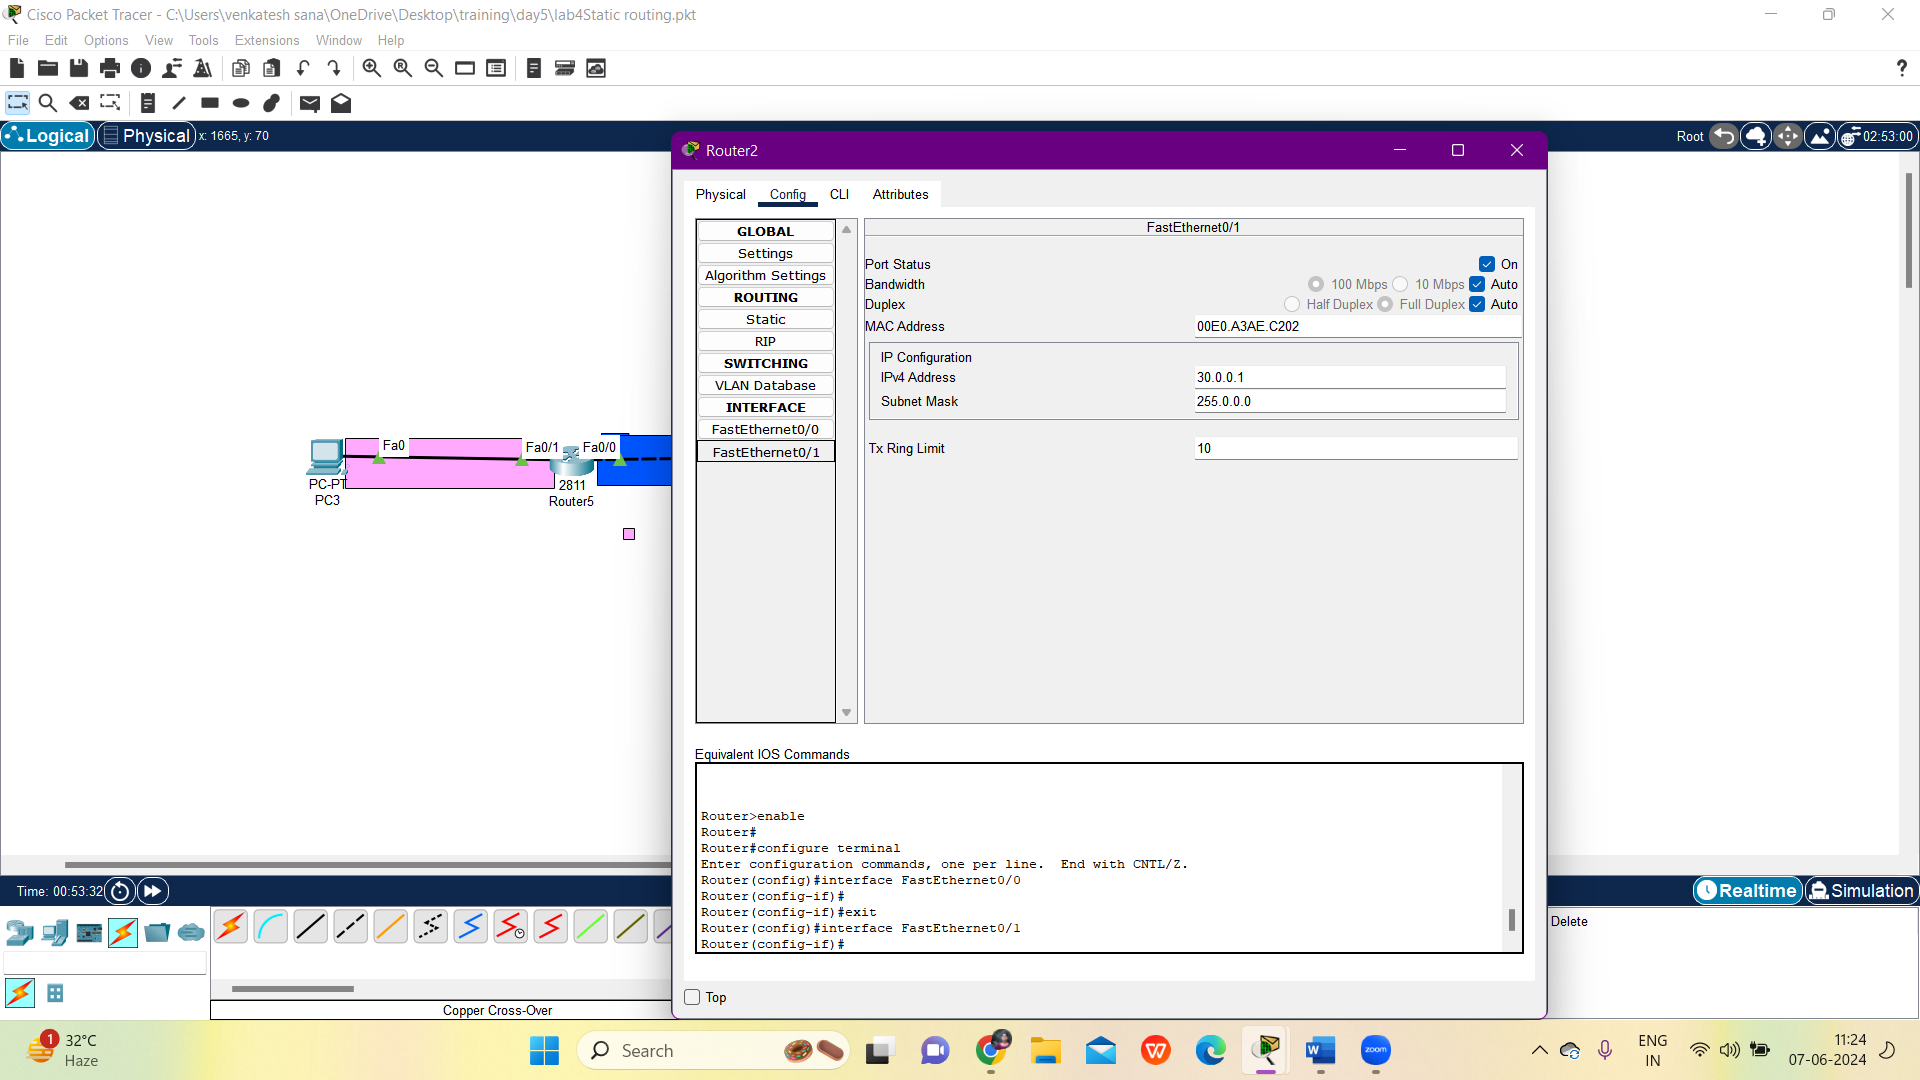 Cisco Packet Tracer - C:\Users\venkatesh sana\OneDrive\Desktop\training\day5\lab4Static routing.pkt
File Edit Options View Tools Extensions Window Help
?
Logical Physical x: 1665, y: 70
Root 02:53:00
Router2
Physical Config CLI Attributes
GLOBAL
Settings
Algorithm Settings
ROUTING
Static
RIP
SWITCHING
VLAN Database
INTERFACE
FastEthernet0/0
FastEthernet0/1
FastEthernet0/1
Port Status On
Bandwidth 100 Mbps 10 Mbps Auto
Duplex Half Duplex Full Duplex Auto
MAC Address 00E0.A3AE.C202
IP Configuration
IPv4 Address 30.0.0.1
Subnet Mask 255.0.0.0
Tx Ring Limit 10
Fa0 Fa0/1 Fa0/0
PC-PT
PC3
2811
Router5
Equivalent IOS Commands
Router>enable
Router#
Router#configure terminal
Enter configuration commands, one per line. End with CNTL/Z.
Router(config)#interface FastEthernet0/0
Router(config-if)#
Router(config-if)#exit
Router(config)#interface FastEthernet0/1
Router(config-if)#
Top
Time: 00:53:32
Realtime Simulation
Delete
Copper Cross-Over
1
32°C
Haze
Search
W
W
zoom
ENG
IN
11:24
07-06-2024